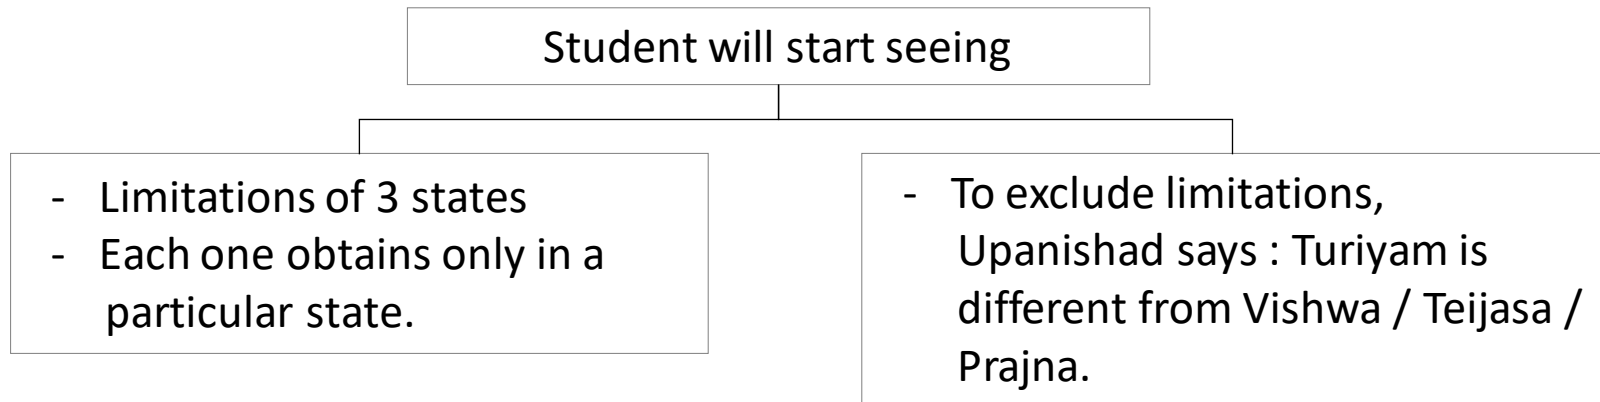 Student will start seeing
- Limitations of 3 states
- Each one obtains only in a
particular state.
- To exclude limitations,
Upanishad says : Turiyam is
different from Vishwa / Teijasa /
Prajna.